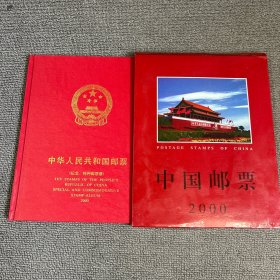 中华人民共和国邮票
(纪念、特种邮票册)
THE STAMPS OF THE PEOPLE'S
REPUBLIC OF CHINA
SPECIAL AND COMMEMORATIVE
STAMP ALBUM
2000
POSTAGE STAMPS OF CHINA
中国邮票
2000